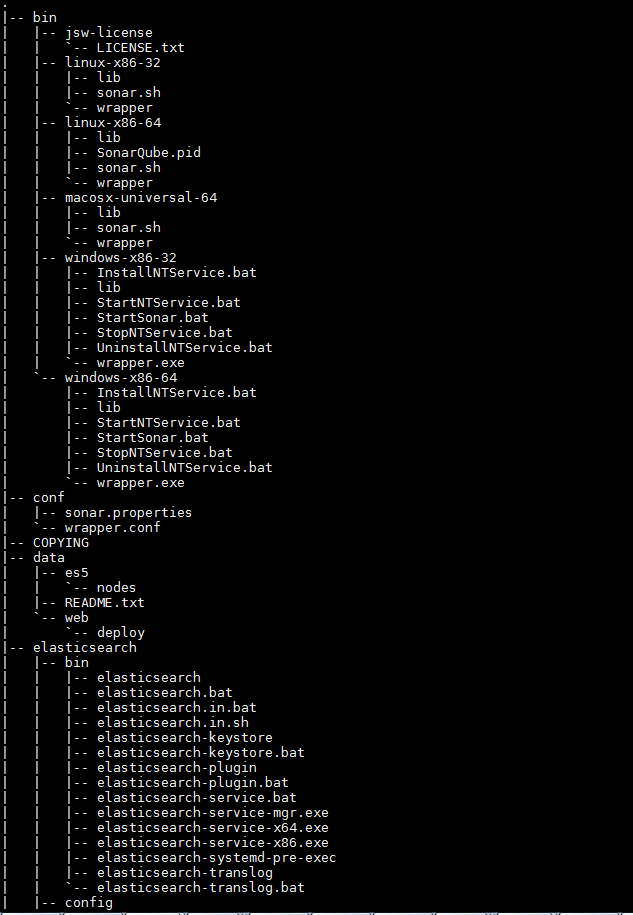 .
|-- bin
|   |-- jsw-license
|   |   `-- LICENSE.txt
|   |-- linux-x86-32
|   |   |-- lib
|   |   |-- sonar.sh
|   |   `-- wrapper
|   |-- linux-x86-64
|   |   |-- lib
|   |   |-- SonarQube.pid
|   |   |-- sonar.sh
|   |   `-- wrapper
|   |-- macosx-universal-64
|   |   |-- lib
|   |   |-- sonar.sh
|   |   `-- wrapper
|   |-- windows-x86-32
|   |   |-- InstallNTService.bat
|   |   |-- lib
|   |   |-- StartNTService.bat
|   |   |-- StartSonar.bat
|   |   |-- StopNTService.bat
|   |   |-- UninstallNTService.bat
|   |   `-- wrapper.exe
|   `-- windows-x86-64
|       |-- InstallNTService.bat
|       |-- lib
|       |-- StartNTService.bat
|       |-- StartSonar.bat
|       |-- StopNTService.bat
|       |-- UninstallNTService.bat
|       `-- wrapper.exe
|-- conf
|   |-- sonar.properties
|   `-- wrapper.conf
|-- COPYING
|-- data
|   |-- es5
|   |   `-- nodes
|   |-- README.txt
|   `-- web
|       `-- deploy
|-- elasticsearch
|   |-- bin
|   |   |-- elasticsearch
|   |   |-- elasticsearch.bat
|   |   |-- elasticsearch.in.bat
|   |   |-- elasticsearch.in.sh
|   |   |-- elasticsearch-keystore
|   |   |-- elasticsearch-keystore.bat
|   |   |-- elasticsearch-plugin
|   |   |-- elasticsearch-plugin.bat
|   |   |-- elasticsearch-service.bat
|   |   |-- elasticsearch-service-mgr.exe
|   |   |-- elasticsearch-service-x64.exe
|   |   |-- elasticsearch-service-x86.exe
|   |   |-- elasticsearch-systemd-pre-exec
|   |   |-- elasticsearch-translog
|   |   `-- elasticsearch-translog.bat
|   |-- config